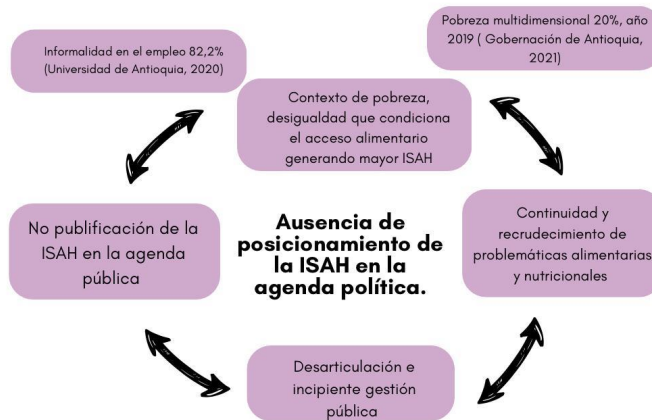 Informalidad en el empleo 82,2%
(Universidad de Antioquia, 2020)
Pobreza multidimensional 20%, año
2019 ( Gobernación de Antioquia,
2021)
Contexto de pobreza,
desigualdad que condiciona
el acceso alimentario
generando mayor ISAH
No publificación de la
ISAH en la agenda
pública
Ausencia de
posicionamiento de
la ISAH en la
agenda política.
Continuidad y
recrudecimiento de
problemáticas alimentarias
y nutricionales
Desarticulación e
incipiente gestión
pública